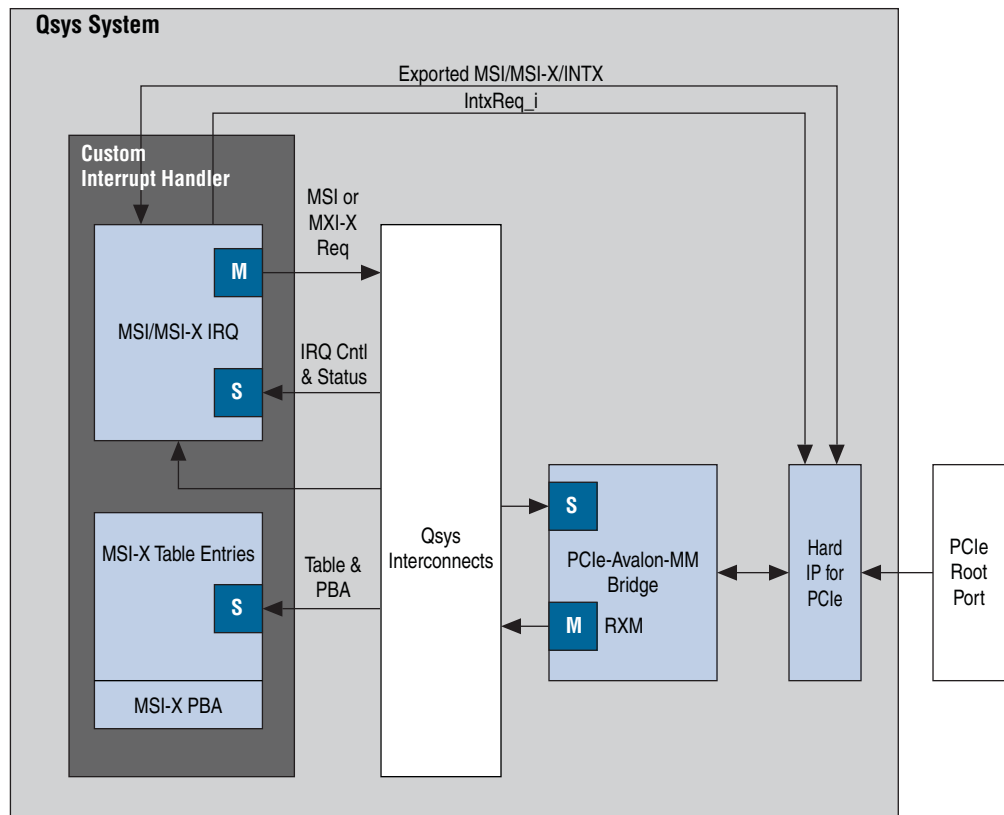 Qsys System
Exported MSI/MSI-X/INTX
IntxReq_i
Custom
Interrupt Handler
MSI or
MXI-X
Req
M
MSI/MSI-X IRQ
IRQ Cntl
& Status
S
S
MSI-X Table Entries
Table &
PBA
S
Qsys
Interconnects
PCIe-Avalon-MM
Bridge
M
RXM
Hard
IP for
PCIe
PCIe
Root
Port
MSI-X PBA